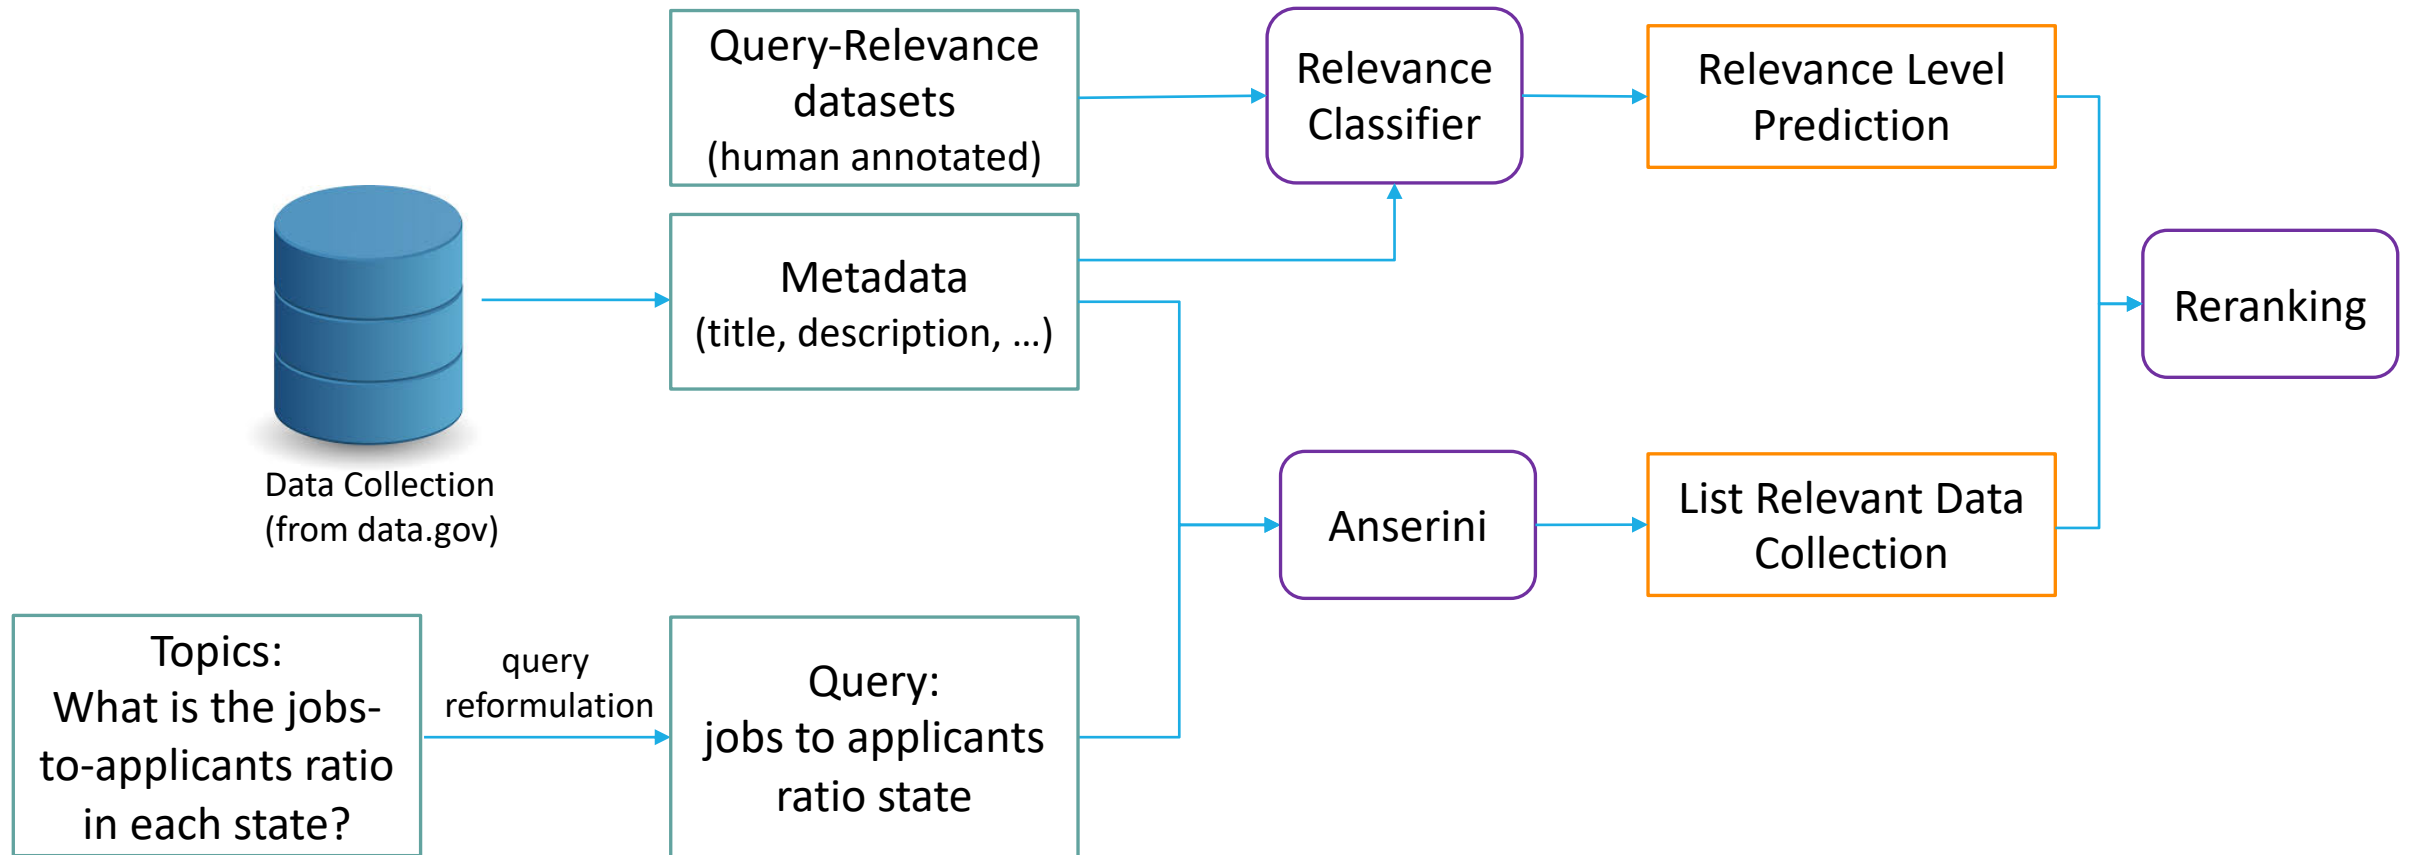 Query-Relevance
datasets
(human annotated)
Relevance
Classifier
Relevance Level
Prediction
Metadata
(title, description, ...)
Reranking
Data Collection
(from data.gov)
Anserini
List Relevant Data
Collection
Topics:
What is the jobs-
to-applicants ratio
in each state?
query
reformulation
Query:
jobs to applicants
ratio state